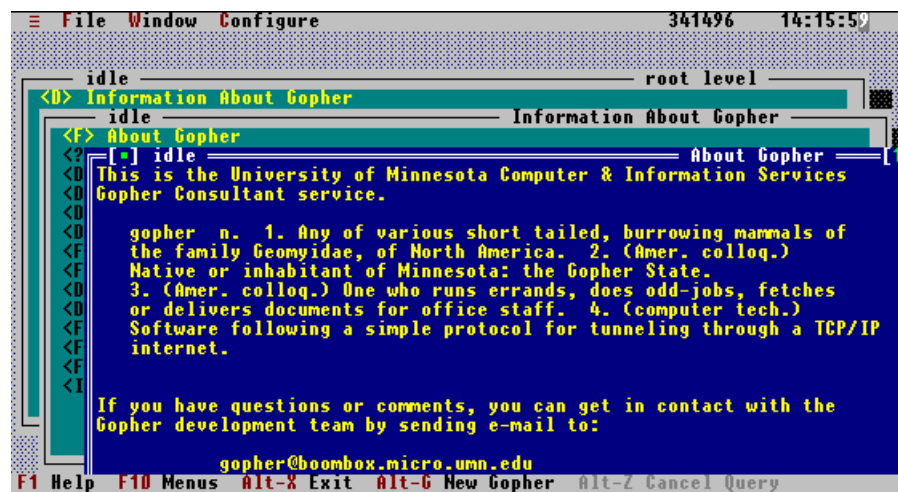 ≡ File Window Configure 341496 14:15:59
idle root level
<D> Information About Gopher
idle Information About Gopher
<F> About Gopher
<?
[▪] idle About Gopher [1
<D
This is the University of Minnesota Computer & Information Services
<D
Gopher Consultant service.
<D
<D
gopher n. 1. Any of various short tailed, burrowing mammals of
<F
the family Geomyidae, of North America. 2. (Amer. colloq.)
<F
Native or inhabitant of Minnesota: the Gopher State.
<D
3. (Amer. colloq.) One who runs errands, does odd-jobs, fetches
<D
or delivers documents for office staff. 4. (computer tech.)
<F
Software following a simple protocol for tunneling through a TCP/IP
<F
internet.
<F
<I
If you have questions or comments, you can get in contact with the
Gopher development team by sending e-mail to:
gopher@boombox.micro.umn.edu
F1 Help F10 Menus Alt-X Exit Alt-G New Gopher Alt-Z Cancel Query